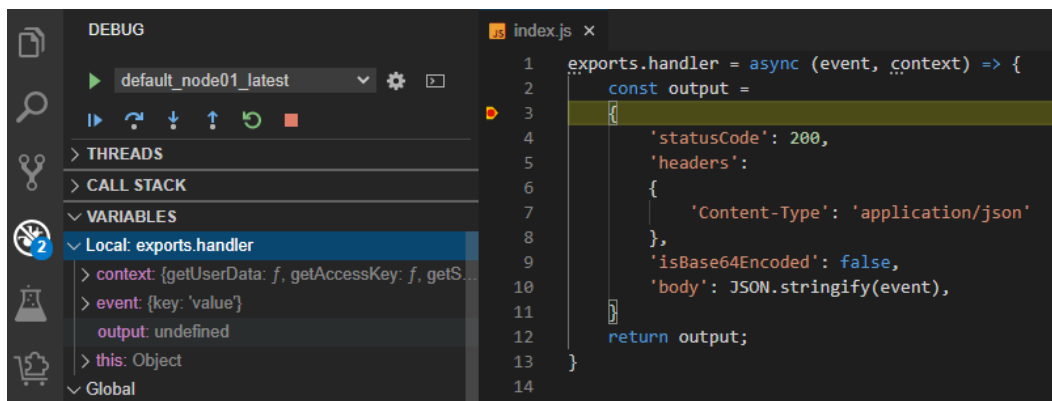 DEBUG
default_node01_latest
THREADS
CALL STACK
VARIABLES
Local: exports.handler
context: {getUserData: ƒ, getAccessKey: ƒ, getS...
event: {key: 'value'}
output: undefined
this: Object
Global
2
JS index.js ×
1 exports.handler = async (event, context) => {
2 const output =
3 {
4 'statusCode': 200,
5 'headers':
6 {
7 'Content-Type': 'application/json'
8 },
9 'isBase64Encoded': false,
10 'body': JSON.stringify(event),
11 }
12 return output;
13 }
14